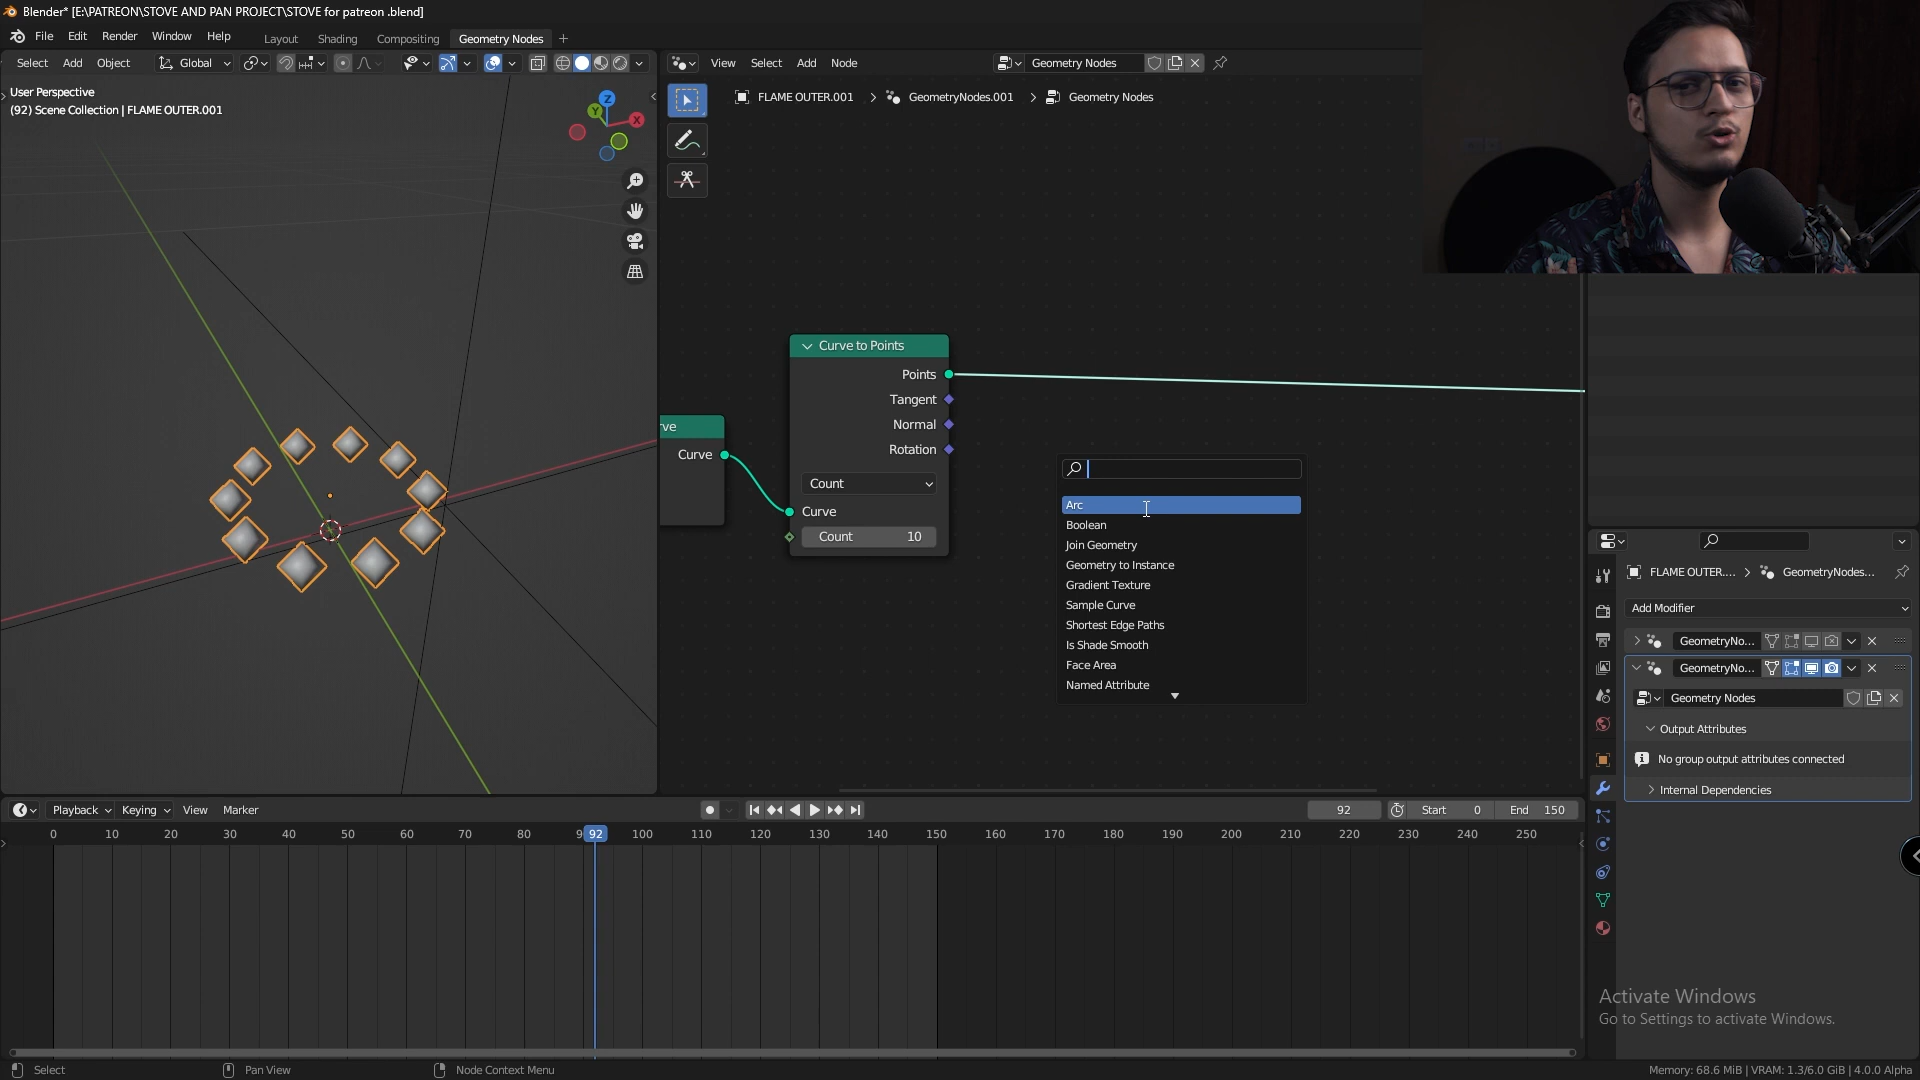 Blender* [E:\PATREON\STOVE AND PAN PROJECT\STOVE for patreon .blend]
File Edit Render Window Help
Layout Shading Compositing Geometry Nodes
Select Add Object Global
View Select Add Node Geometry Nodes
User Perspective
(92) Scene Collection | FLAME OUTER.001
Z
Y
X
FLAME OUTER.001 > GeometryNodes.001 > Geometry Nodes
Curve to Points
Points
Tangent
Normal
Rotation
Count
Curve
Count 10
rve
Curve
Arc
Boolean
Join Geometry
Geometry to Instance
Gradient Texture
Sample Curve
Shortest Edge Paths
Is Shade Smooth
Face Area
Named Attribute
FLAME OUTER.... > GeometryNodes...
Add Modifier
GeometryNo...
GeometryNo...
Geometry Nodes
Output Attributes
No group output attributes connected
Internal Dependencies
Playback Keying View Marker
92 Start 0 End 150
0 10 20 30 40 50 60 70 80 9 92 100 110 120 130 140 150 160 170 180 190 200 210 220 230 240 250
Activate Windows
Go to Settings to activate Windows.
Select Pan View Node Context Menu
Memory: 68.6 MiB | VRAM: 1.3/6.0 GiB | 4.0.0 Alpha